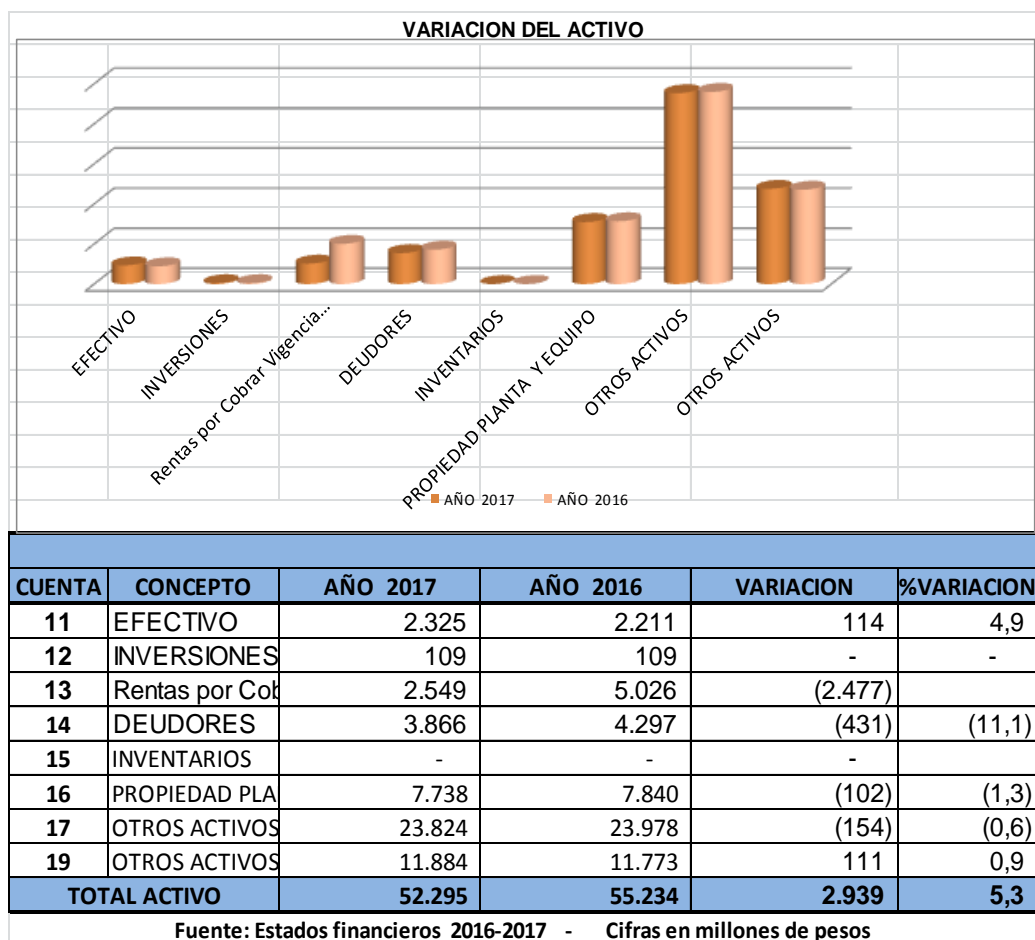 VARIACION DEL ACTIVO
EFECTIVO
INVERSIONES
Rentas por Cobrar Vigencia...
DEUDORES
INVENTARIOS
PROPIEDAD PLANTA Y EQUIPO
OTROS ACTIVOS
OTROS ACTIVOS
AÑO 2017 AÑO 2016
CUENTA CONCEPTO AÑO 2017 AÑO 2016 VARIACION %VARIACION
11 EFECTIVO 2.325 2.211 114 4,9
12 INVERSIONES 109 109 - -
13 Rentas por Cob 2.549 5.026 (2.477)
14 DEUDORES 3.866 4.297 (431) (11,1)
15 INVENTARIOS - - -
16 PROPIEDAD PLA 7.738 7.840 (102) (1,3)
17 OTROS ACTIVOS 23.824 23.978 (154) (0,6)
19 OTROS ACTIVOS 11.884 11.773 111 0,9
TOTAL ACTIVO 52.295 55.234 2.939 5,3
Fuente: Estados financieros 2016-2017 - Cifras en millones de pesos